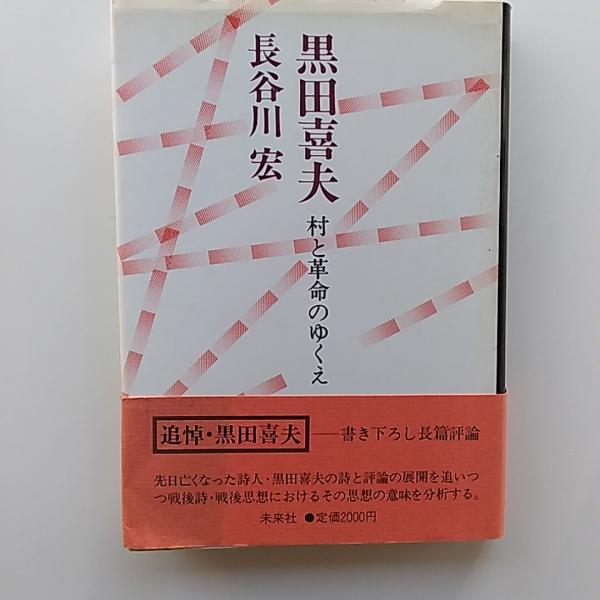 黒田喜夫
村と革命のゆくえ
長谷川 宏
追悼・黒田喜夫──書き下ろし長篇評論
先日亡くなった詩人・黒田喜夫の詩と評論の展開を追いつ
つ戦後詩・戦後思想におけるその思想の意味を分析する。
未来社 ●定価2000円